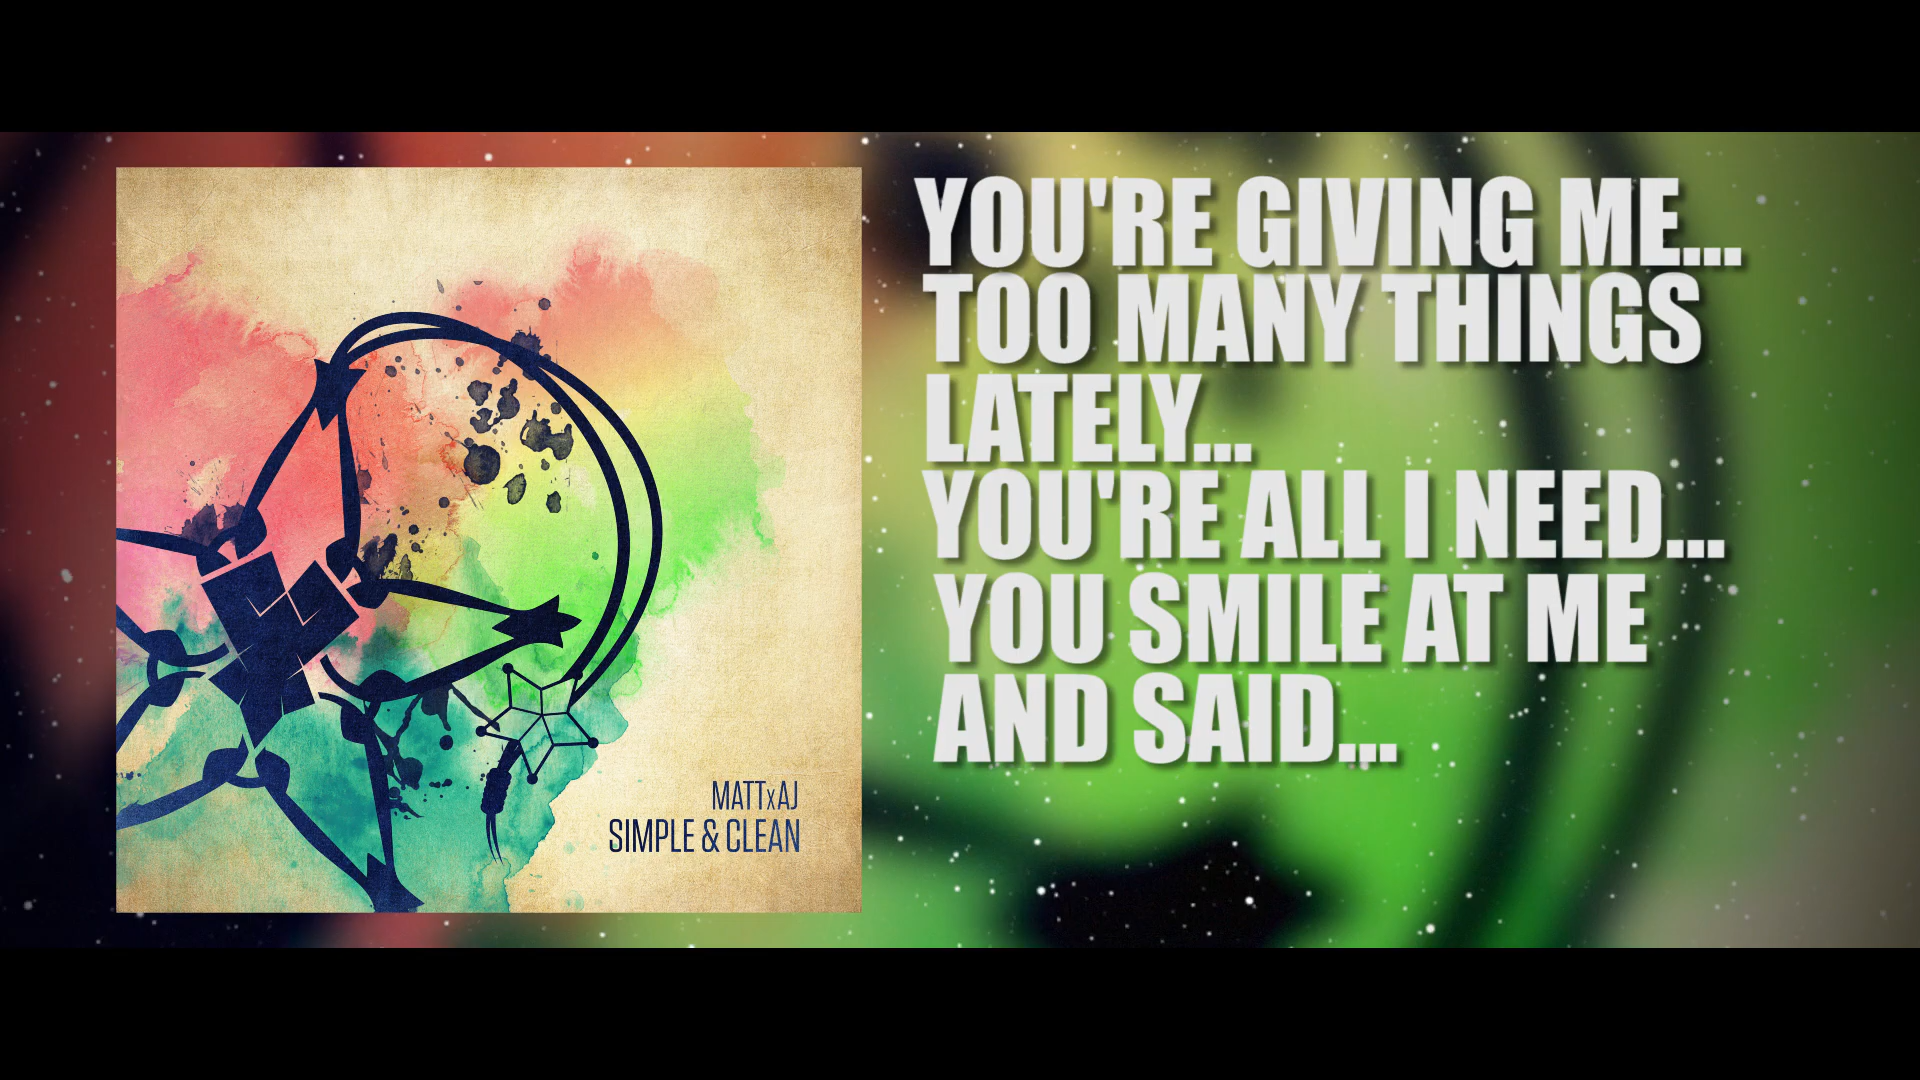 YOU'RE GIVING ME...
TOO MANY THINGS
LATELY...
YOU'RE ALL I NEED...
YOU SMILE AT ME
AND SAID...
MATTxAJ
SIMPLE & CLEAN